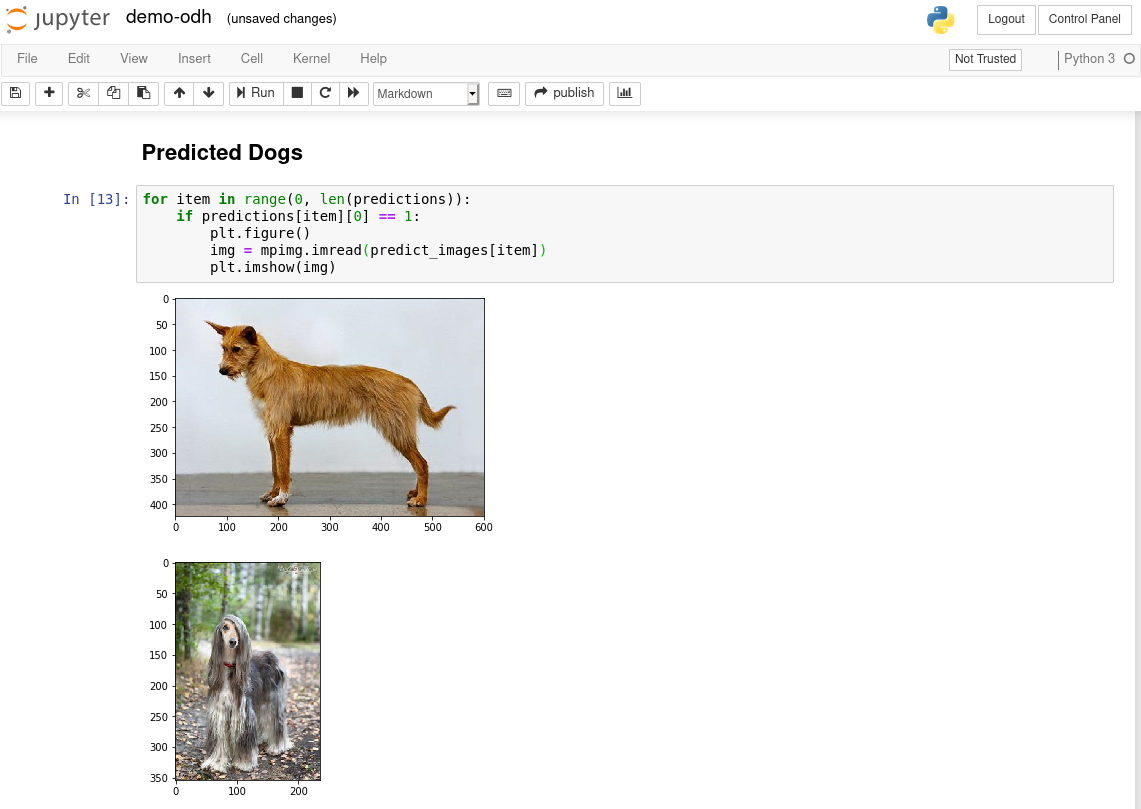 jupyter demo-odh (unsaved changes) Logout Control Panel
File Edit View Insert Cell Kernel Help Not Trusted Python 3
Run Markdown publish
Predicted Dogs
In [13]: for item in range(0, len(predictions)):
if predictions[item][0] == 1:
plt.figure()
img = mpimg.imread(predict_images[item])
plt.imshow(img)
0
50
100
150
200
250
300
350
400
0 100 200 300 400 500 600
0
50
100
150
200
250
300
350
0 100 200